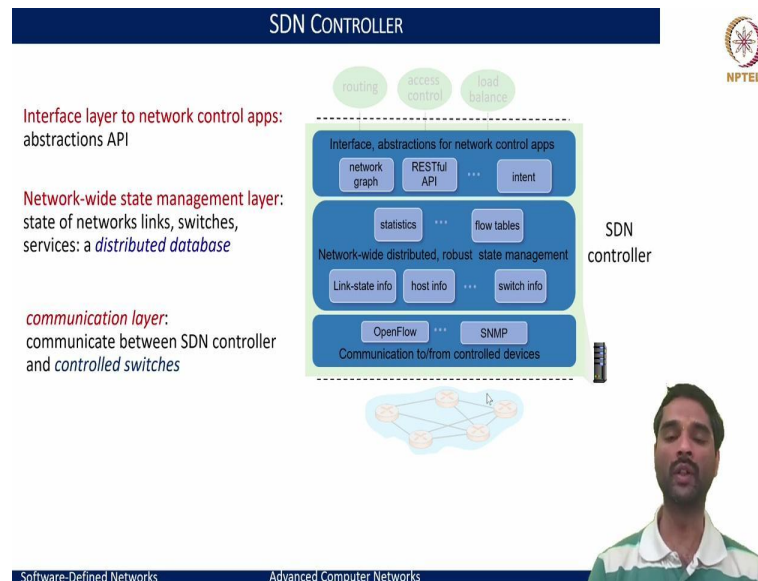 SDN CONTROLLER
NPTEL
routing
access
control
load
balance
Interface layer to network control apps:
abstractions API
Network-wide state management layer:
state of networks links, switches,
services: a distributed database
communication layer:
communicate between SDN controller
and controlled switches
Interface, abstractions for network control apps
network
graph
RESTful
API
intent
statistics
flow tables
Network-wide distributed, robust state management
Link-state info
host info
switch info
OpenFlow
SNMP
Communication to/from controlled devices
SDN
controller
Software-Defined Networks
Advanced Computer Networks